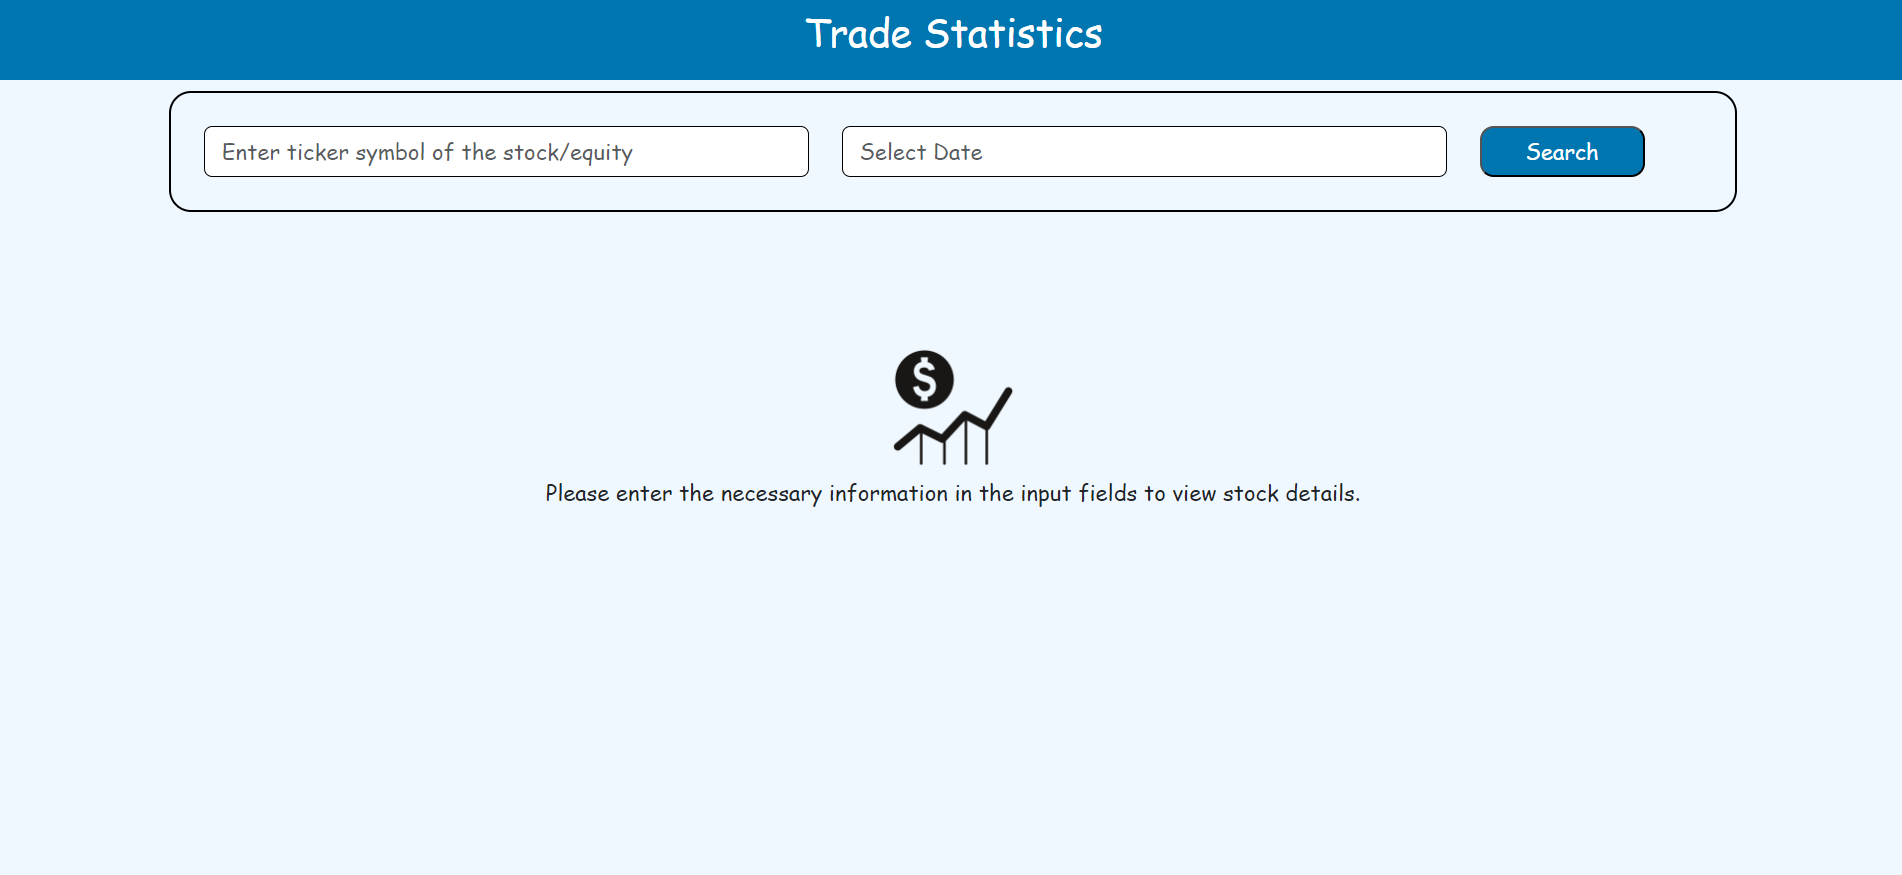 Trade Statistics
Enter ticker symbol of the stock/equity
Select Date
Search
$
Please enter the necessary information in the input fields to view stock details.